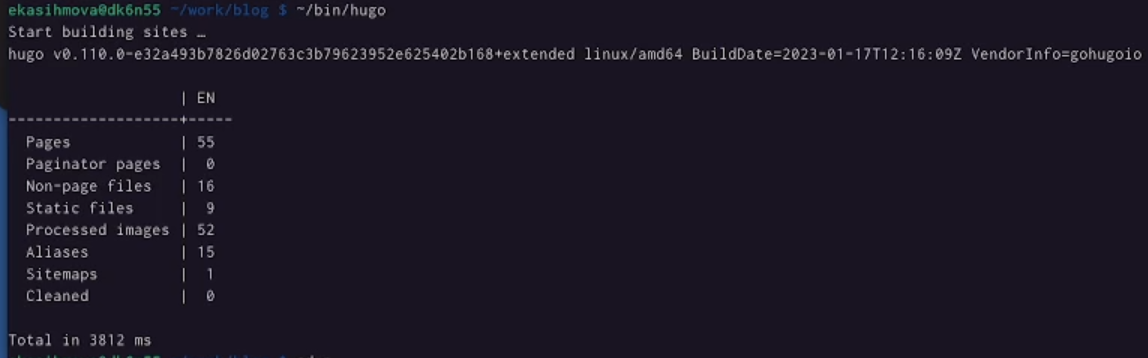 ekasihmova@dk6n55 ~/work/blog $ ~/bin/hugo
Start building sites …
hugo v0.110.0-e32a493b7826d02763c3b79623952e625402b168+extended linux/amd64 BuildDate=2023-01-17T12:16:09Z VendorInfo=gohugoio
                   | EN
-------------------+-----
  Pages            | 55
  Paginator pages  |  0
  Non-page files   | 16
  Static files     |  9
  Processed images | 52
  Aliases          | 15
  Sitemaps         |  1
  Cleaned          |  0
Total in 3812 ms